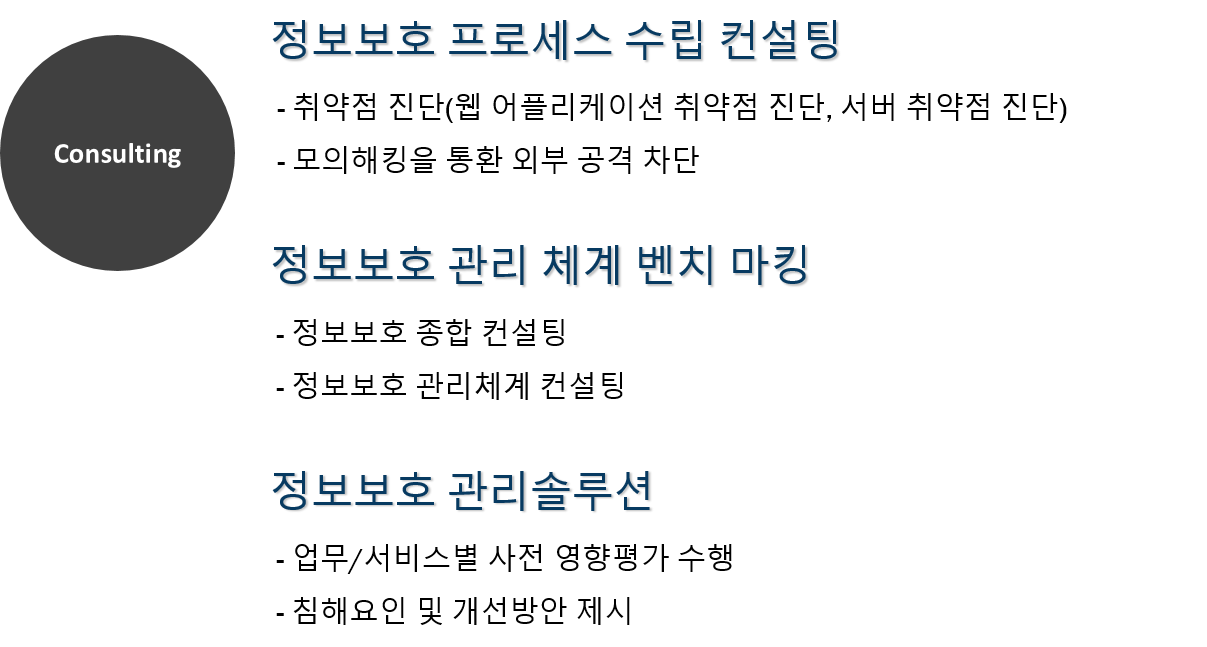 Consulting
정보보호 프로세스 수립 컨설팅
- 취약점 진단(웹 어플리케이션 취약점 진단, 서버 취약점 진단)
- 모의해킹을 통환 외부 공격 차단
정보보호 관리 체계 벤치 마킹
- 정보보호 종합 컨설팅
- 정보보호 관리체계 컨설팅
정보보호 관리솔루션
- 업무/서비스별 사전 영향평가 수행
- 침해요인 및 개선방안 제시